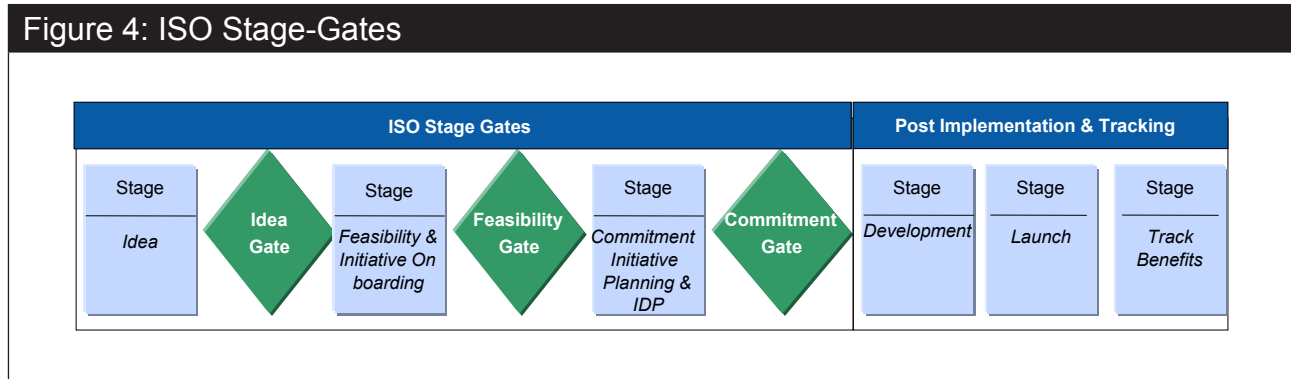 Figure 4: ISO Stage-Gates
ISO Stage Gates
Post Implementation & Tracking
Stage
Idea
Idea
Gate
Stage
Feasibility &
Initiative On
boarding
Feasibility
Gate
Stage
Commitment
Initiative
Planning &
IDP
Commitment
Gate
Stage
Development
Stage
Launch
Stage
Track
Benefits